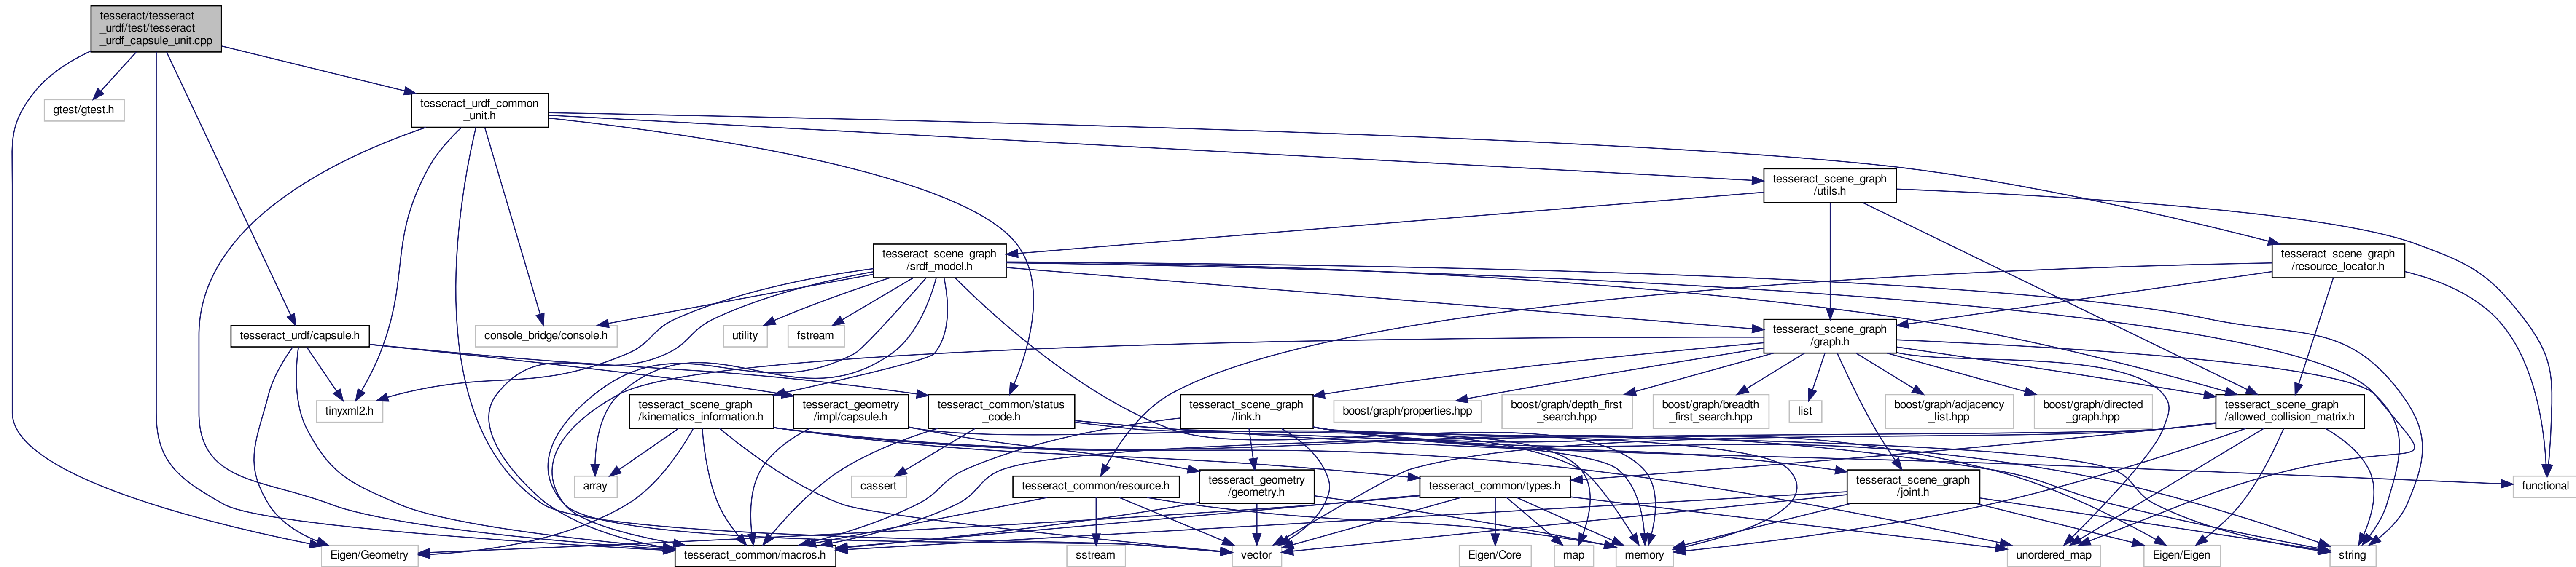 tesseract/tesseract
_urdf/test/tesseract
_urdf_capsule_unit.cpp
gtest/gtest.h
tesseract_urdf_common
_unit.h
tesseract_scene_graph
/utils.h
tesseract_scene_graph
/srdf_model.h
tesseract_scene_graph
/resource_locator.h
tesseract_urdf/capsule.h
console_bridge/console.h
utility
fstream
tesseract_scene_graph
/graph.h
tinyxml2.h
tesseract_scene_graph
/kinematics_information.h
tesseract_geometry
/impl/capsule.h
tesseract_common/status
_code.h
tesseract_scene_graph
/link.h
boost/graph/properties.hpp
boost/graph/depth_first
_search.hpp
boost/graph/breadth
_first_search.hpp
list
boost/graph/adjacency
_list.hpp
boost/graph/directed
_graph.hpp
tesseract_scene_graph
/allowed_collision_matrix.h
array
cassert
tesseract_common/resource.h
tesseract_geometry
/geometry.h
tesseract_common/types.h
tesseract_scene_graph
/joint.h
functional
Eigen/Geometry
tesseract_common/macros.h
sstream
vector
Eigen/Core
map
memory
unordered_map
Eigen/Eigen
string